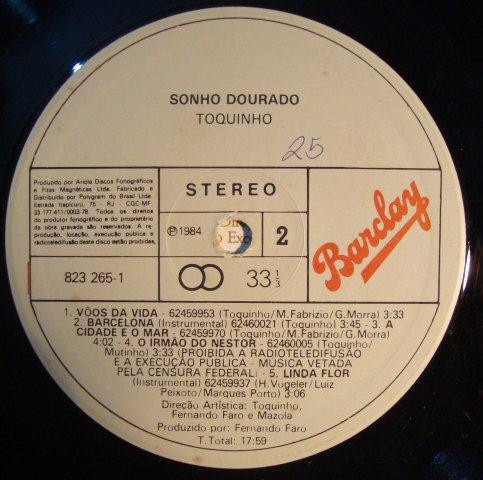 SONHO DOURADO
TOQUINHO
25
Produzido por Ariola Discos Fonográficos
e Fitas Magnéticas Ltda. Fabricado e
Distribuído por Polygram do Brasil Ltda.
Estrada Itapicuru, 75 - RJ - CGC-MF
33.177.411/0003-78. Todos os direitos
do produtor fonográfico e do proprietário
da obra gravada são reservados. A re-
produção, locação, execução pública e
radioteledifusão deste disco estão proibidas.
STEREO
Ⓟ 1984
2
Barclay
823 265-1
33 1/3
1. VÔOS DA VIDA - 62459953 (Toquinho/M.Fabrizio/G.Morra) 3:33
2. BARCELONA (Instrumental) 62460021 (Toquinho) 3:45 - 3. A
CIDADE E O MAR - 62459970 (Toquinho/M.Fabrizio/G.Morra)
4:02 - 4. O IRMÃO DO NESTOR - 62460005 (Toquinho/
Mutinho) 3:33 (PROIBIDA A RADIOTELEDIFUSÃO
E A EXECUÇÃO PÚBLICA - MÚSICA VETADA
PELA CENSURA FEDERAL) - 5. LINDA FLOR
(Instrumental) 62459937 (H.Vogeler/Luiz
Peixoto/Marques Porto) 3:06
Direção Artística: Toquinho,
Fernando Faro e Mazola
Produzido por: Fernando Faro
T. Total: 17:59